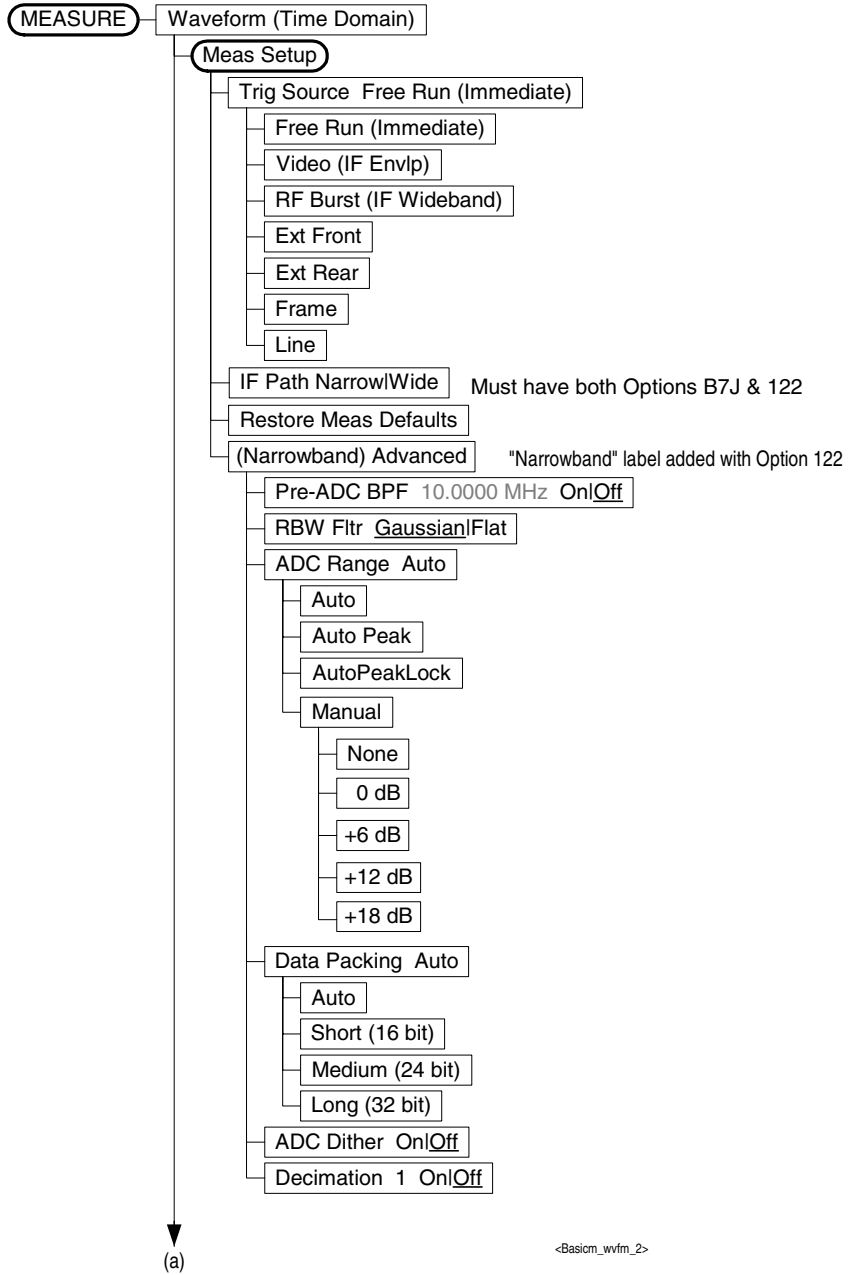 MEASURE Waveform (Time Domain)
Meas Setup
Trig Source Free Run (Immediate)
Free Run (Immediate)
Video (IF Envlp)
RF Burst (IF Wideband)
Ext Front
Ext Rear
Frame
Line
IF Path Narrow|Wide Must have both Options B7J & 122
Restore Meas Defaults
(Narrowband) Advanced "Narrowband" label added with Option 122
Pre-ADC BPF 10.0000 MHz On|Off
RBW Fltr Gaussian|Flat
ADC Range Auto
Auto
Auto Peak
AutoPeakLock
Manual
None
0 dB
+6 dB
+12 dB
+18 dB
Data Packing Auto
Auto
Short (16 bit)
Medium (24 bit)
Long (32 bit)
ADC Dither On|Off
Decimation 1 On|Off
(a) <Basicm_wvfm_2>